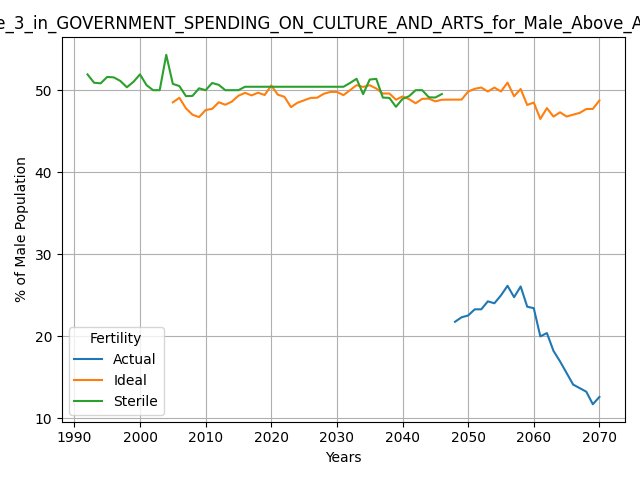 e_3_in_GOVERNMENT_SPENDING_ON_CULTURE_AND_ARTS_for_Male_Above_A
50
40
30
20
10
% of Male Population
Fertility
Actual
Ideal
Sterile
1990 2000 2010 2020 2030 2040 2050 2060 2070
Years